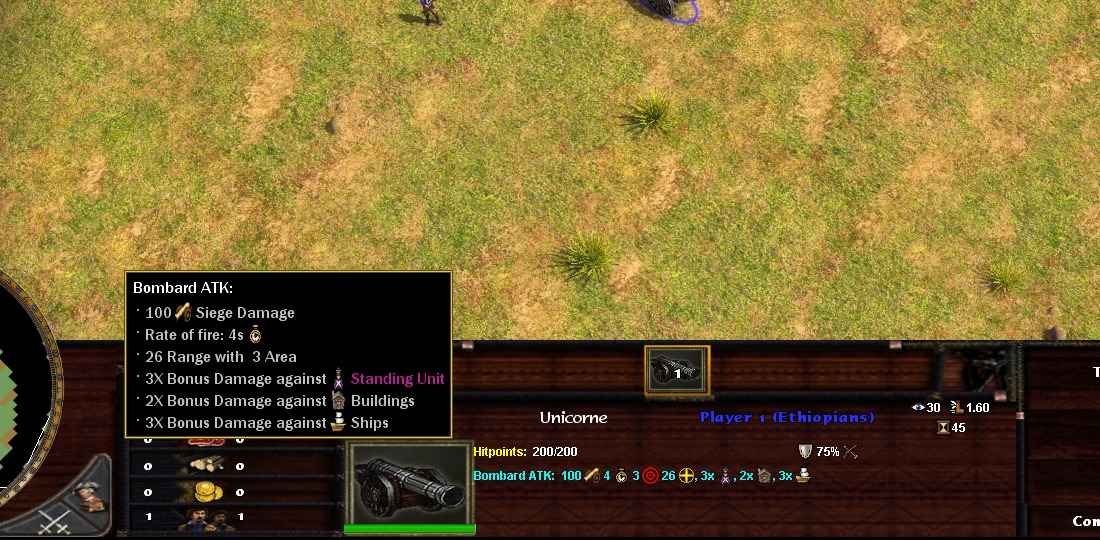 Bombard ATK:
· 100 Siege Damage
· Rate of fire: 4s
· 26 Range with 3 Area
· 3X Bonus Damage against Standing Unit
· 2X Bonus Damage against Buildings
· 3X Bonus Damage against Ships
1
Unicorne
Player 1 (Ethiopians)
30 1.60
45
Hitpoints: 200/200
75%
Bombard ATK: 100 4 3 26 , 3x , 2x , 3x
0 0
0 0
0 0
1 1
T
Con